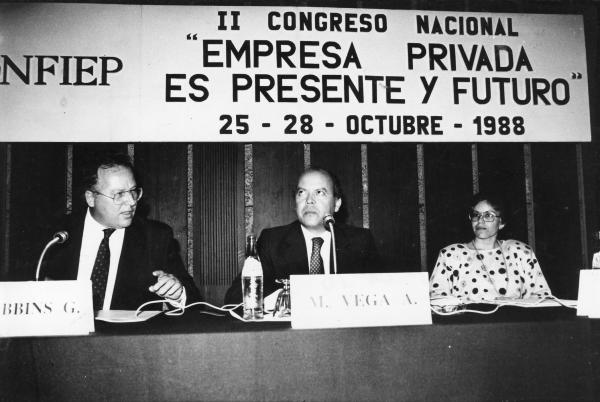 II CONGRESO NACIONAL
NFIEP
"EMPRESA PRIVADA
ES PRESENTE Y FUTURO"
25 - 28 - OCTUBRE - 1988
BBINS G.
M. VEGA A.